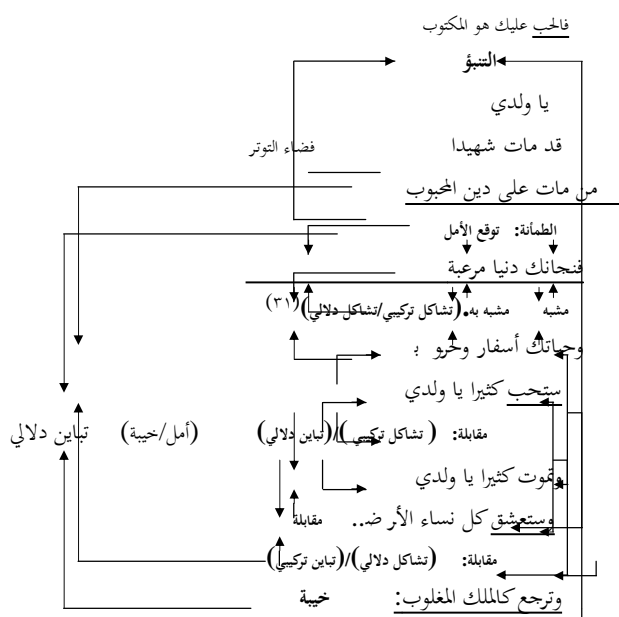 فالحب عليك هو المكتوب
التنبؤ
يا ولدي
قد مات شهيدا
فضاء التوتر
من مات على دين المحبوب
الطمأنة: توقع الأمل
فنجانك دنيا مرعبة
مشبه مشبه به.(تشاكل تركيبي/تشاكل دلالي)(٣١)
وحياتك أسفار وحرو ب
ستحب كثيرا يا ولدي
مقابلة: ( تشاكل تركيبي)/(تباين دلالي) (أمل/خيبة) تباين دلالي
وتموت كثيرا يا ولدي
وستعشق كل نساء الأر ض.. مقابلة
مقابلة: (تشاكل دلالي)/(تباين تركيبي)
وترجع كالملك المغلوب: خيبة